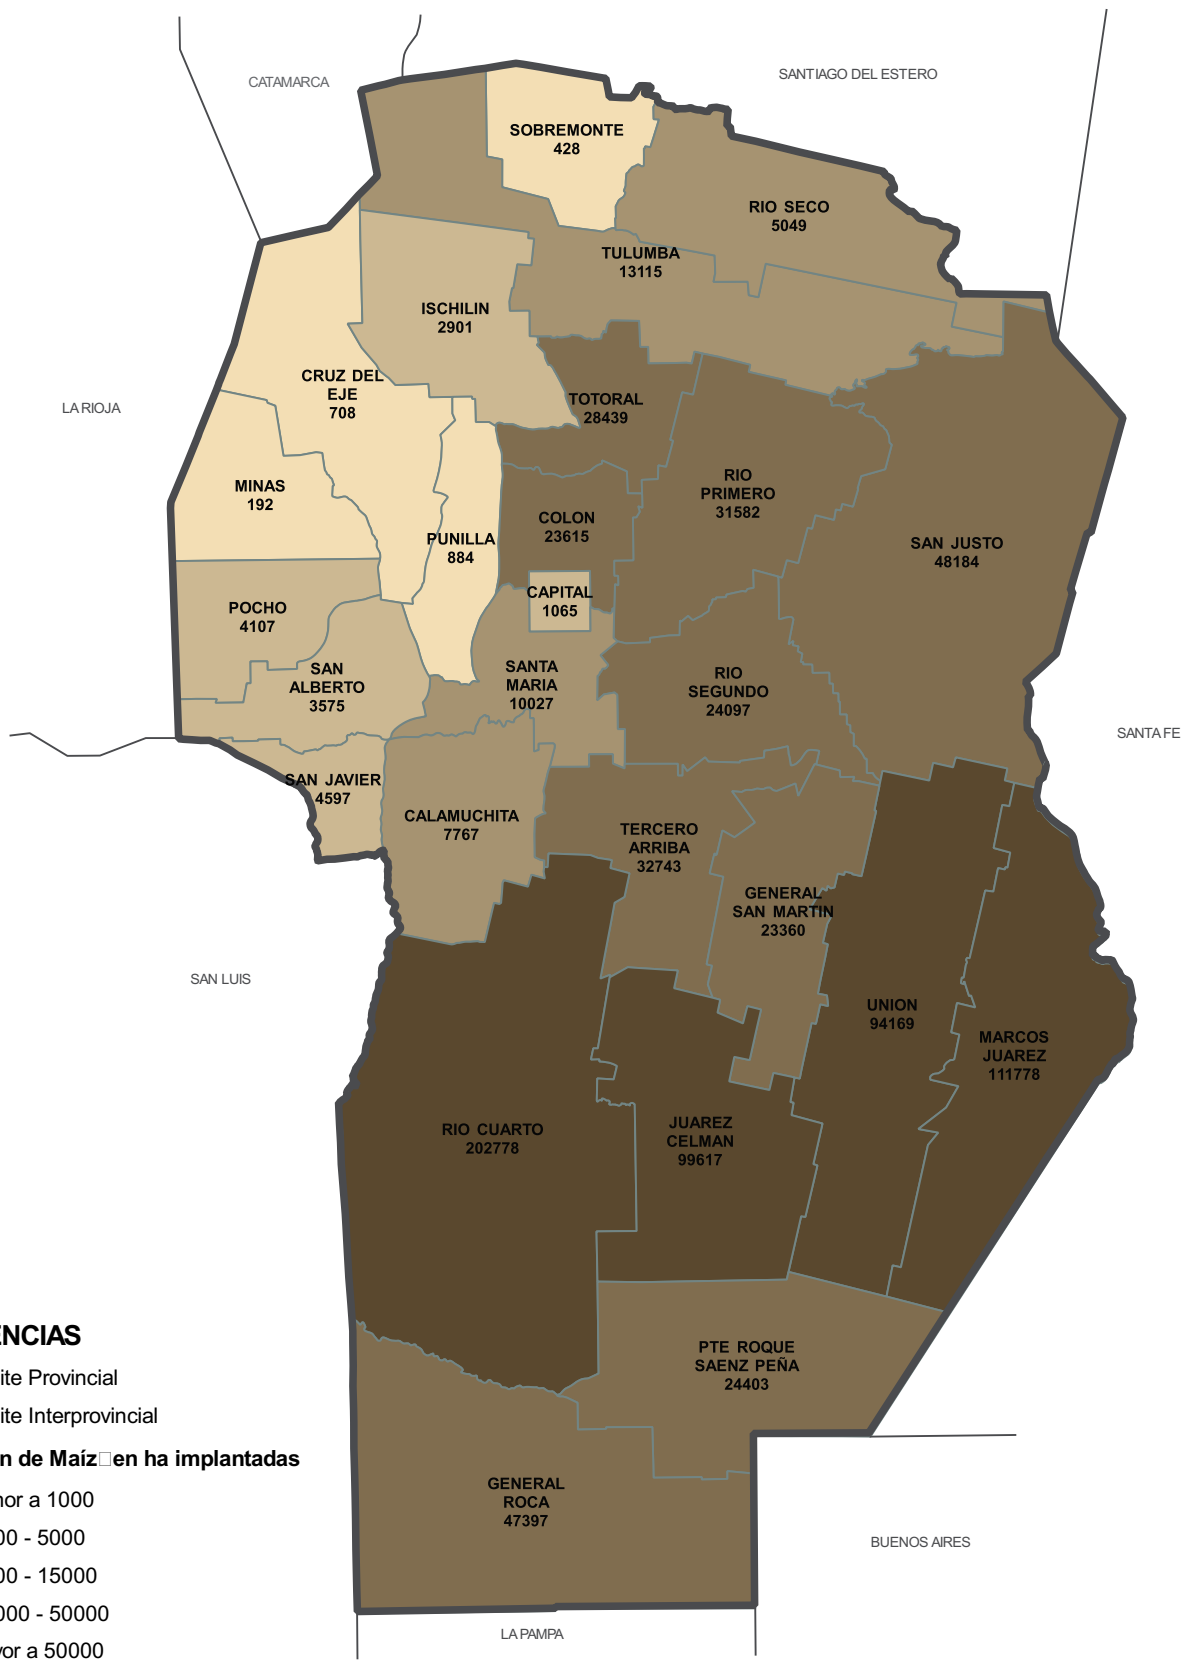 CATAMARCA
SANTIAGO DEL ESTERO
SOBREMONTE
428
RIO SECO
5049
TULUMBA
13115
ISCHILIN
2901
CRUZ DEL
EJE
708
LA RIOJA
TOTORAL
28439
MINAS
192
RIO
PRIMERO
31582
COLON
23615
PUNILLA
884
SAN JUSTO
48184
CAPITAL
1065
POCHO
4107
SAN
ALBERTO
3575
SANTA
MARIA
10027
RIO
SEGUNDO
24097
SANTA FE
SAN JAVIER
4597
CALAMUCHITA
7767
TERCERO
ARRIBA
32743
GENERAL
SAN MARTIN
23360
SAN LUIS
UNION
94169
MARCOS
JUAREZ
111778
RIO CUARTO
202778
JUAREZ
CELMAN
99617
PTE ROQUE
SAENZ PEÑA
24403
GENERAL
ROCA
47397
BUENOS AIRES
LA PAMPA
ENCIAS
ite Provincial
ite Interprovincial
n de Maíz en ha implantadas
nor a 1000
00 - 5000
00 - 15000
000 - 50000
or a 50000